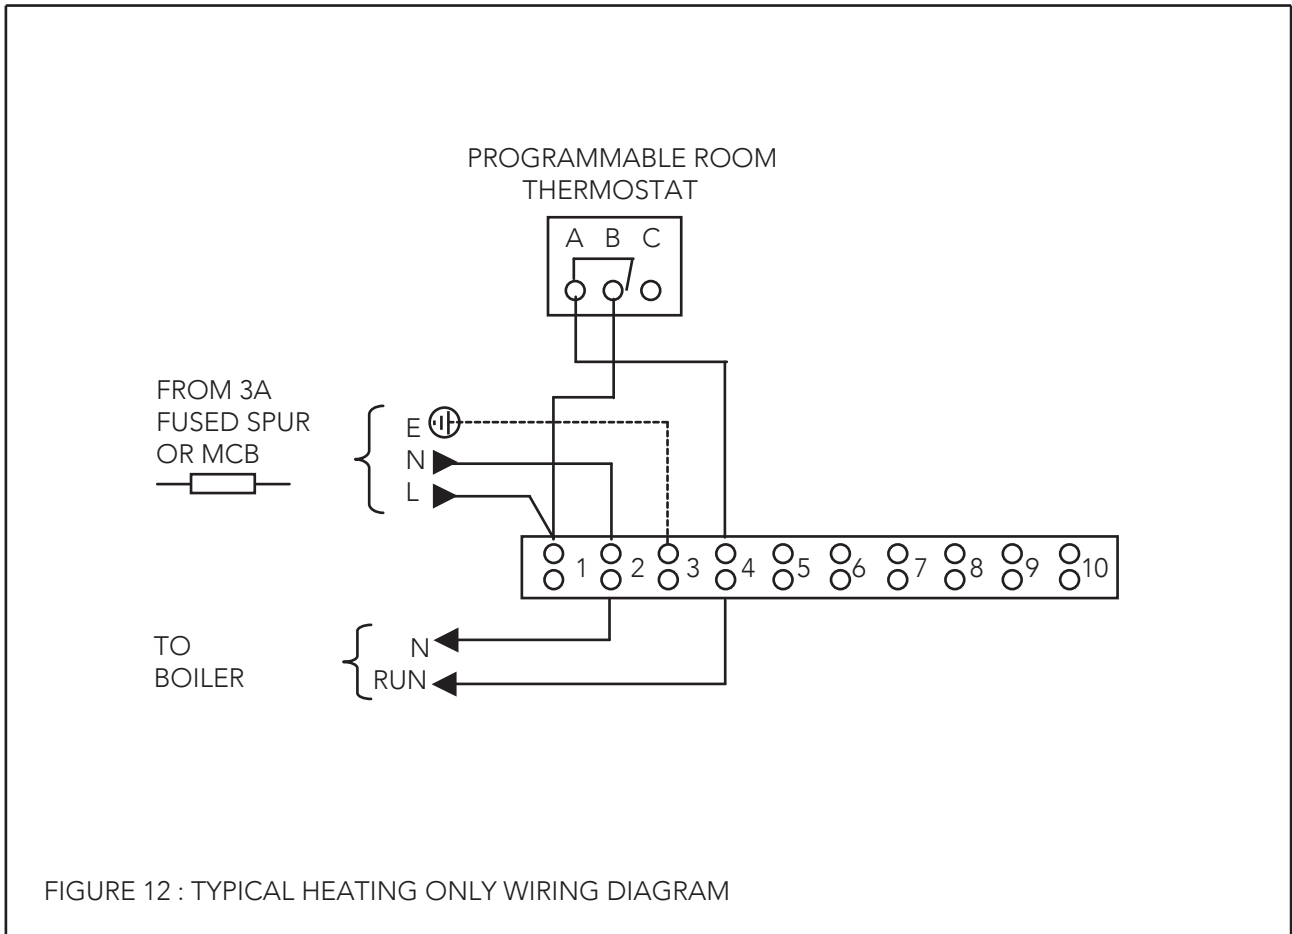 PROGRAMMABLE ROOM
THERMOSTAT
A B C
FROM 3A
FUSED SPUR
OR MCB
E
N
L
1 2 3 4 5 6 7 8 9 10
TO
BOILER
N
RUN
FIGURE 12 : TYPICAL HEATING ONLY WIRING DIAGRAM